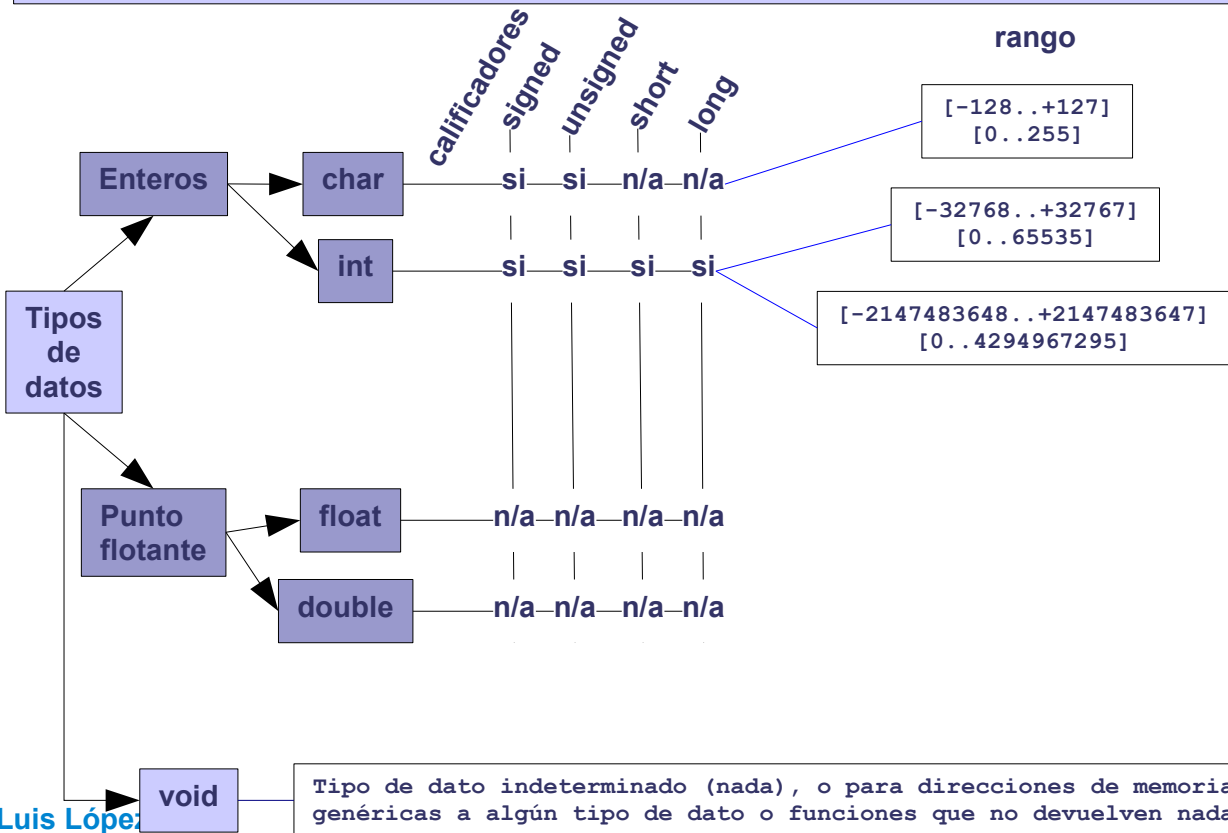 calificadores
signed
unsigned
short
long
rango
[-128..+127]
[0..255]
Enteros
char
si si n/a n/a
[-32768..+32767]
[0..65535]
int
si si si si
[-2147483648..+2147483647]
[0..4294967295]
Tipos
de
datos
Punto
flotante
float
n/a n/a n/a n/a
double
n/a n/a n/a n/a
void
Tipo de dato indeterminado (nada), o para direcciones de memoria
genéricas a algún tipo de dato o funciones que no devuelven nada
Luis López